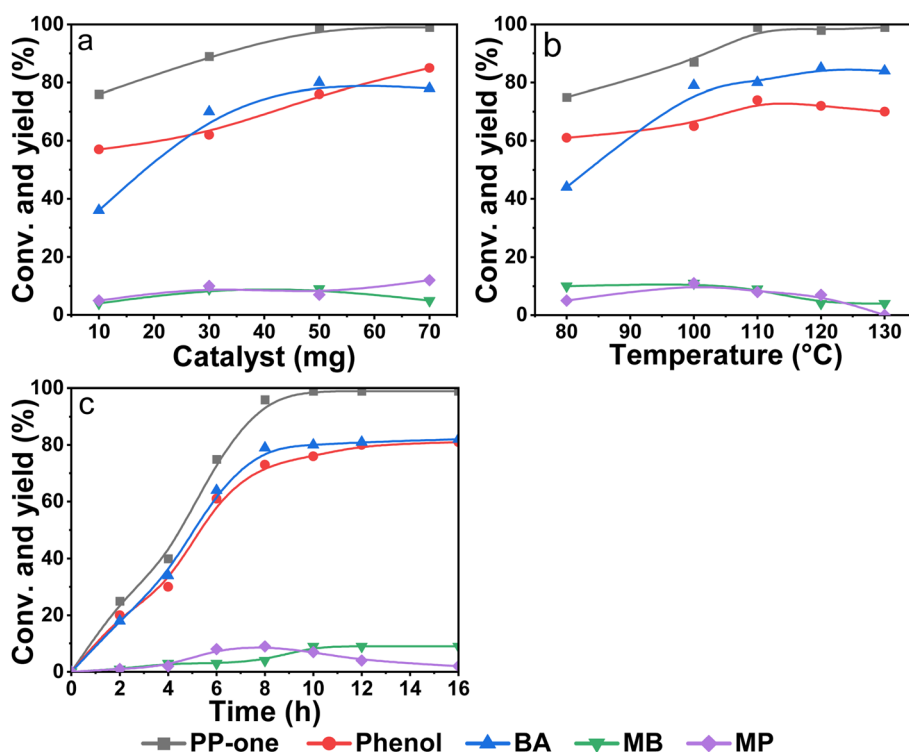 a
Conv. and yield (%)
100
80
60
40
20
0
10 20 30 40 50 60 70
Catalyst (mg)
b
Conv. and yield (%)
100
80
60
40
20
0
80 90 100 110 120 130
Temperature (°C)
c
Conv. and yield (%)
100
80
60
40
20
0
0 2 4 6 8 10 12 14 16
Time (h)
PP-one Phenol BA MB MP